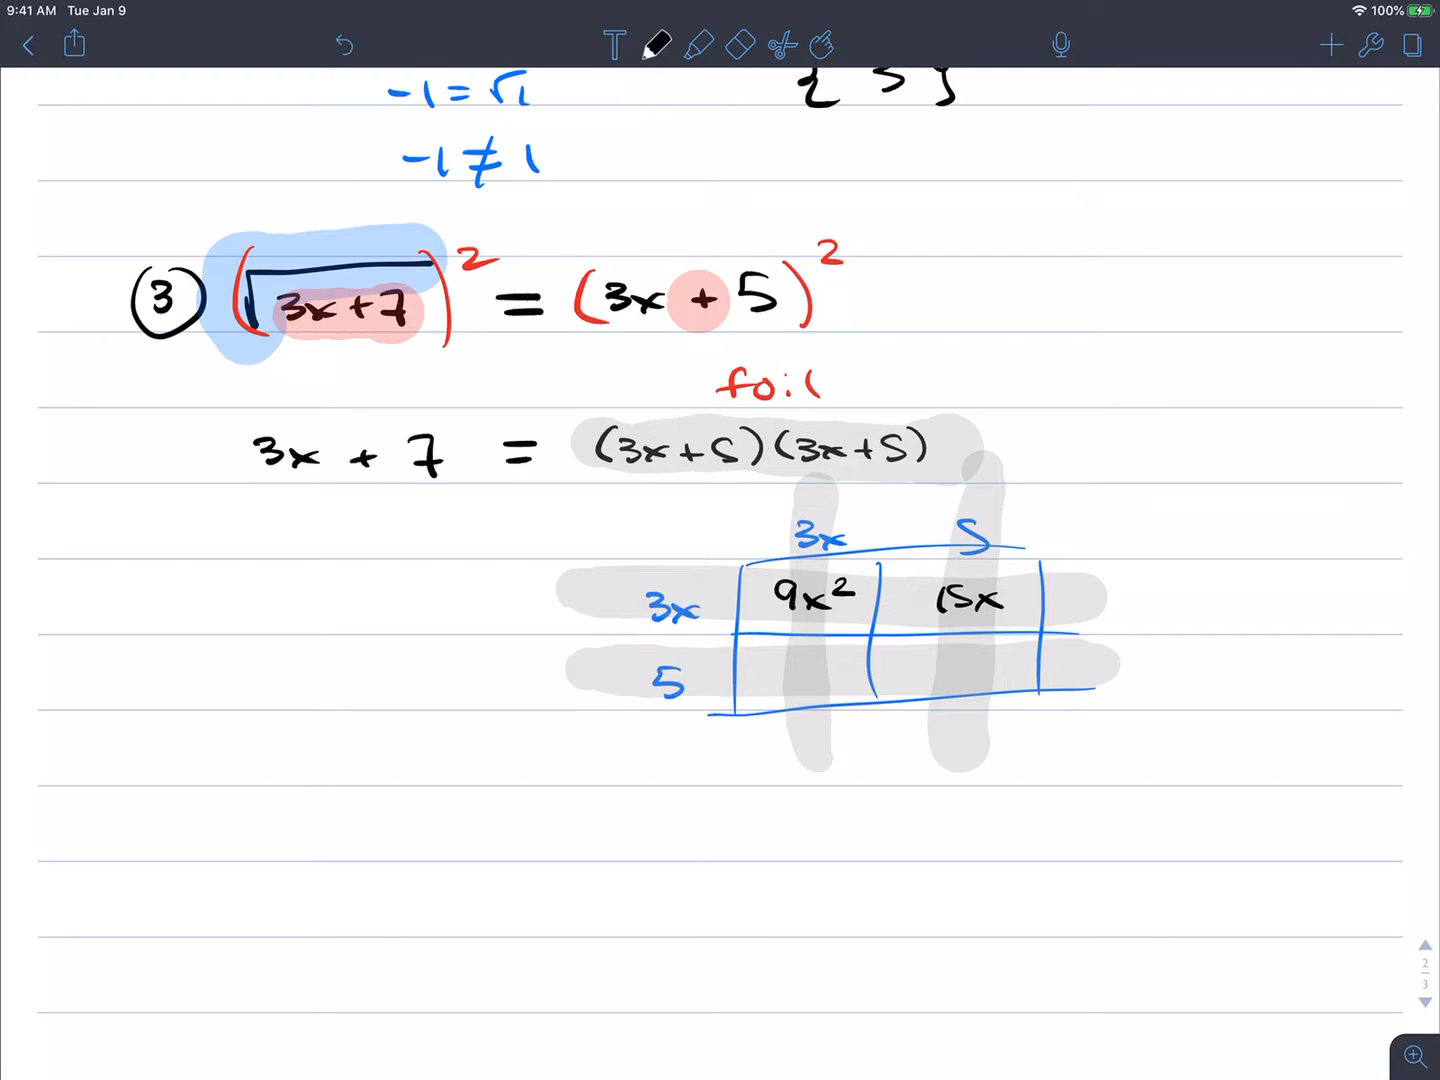 9:41 AM Tue Jan 9
100%
T
-1 = √1
{ 3 }
-1 ≠ 1
③ (√3x+7)² = (3x + 5)²
foil
3x + 7 = (3x+5)(3x+5)
3x 5
3x 9x² 15x
5
2
3